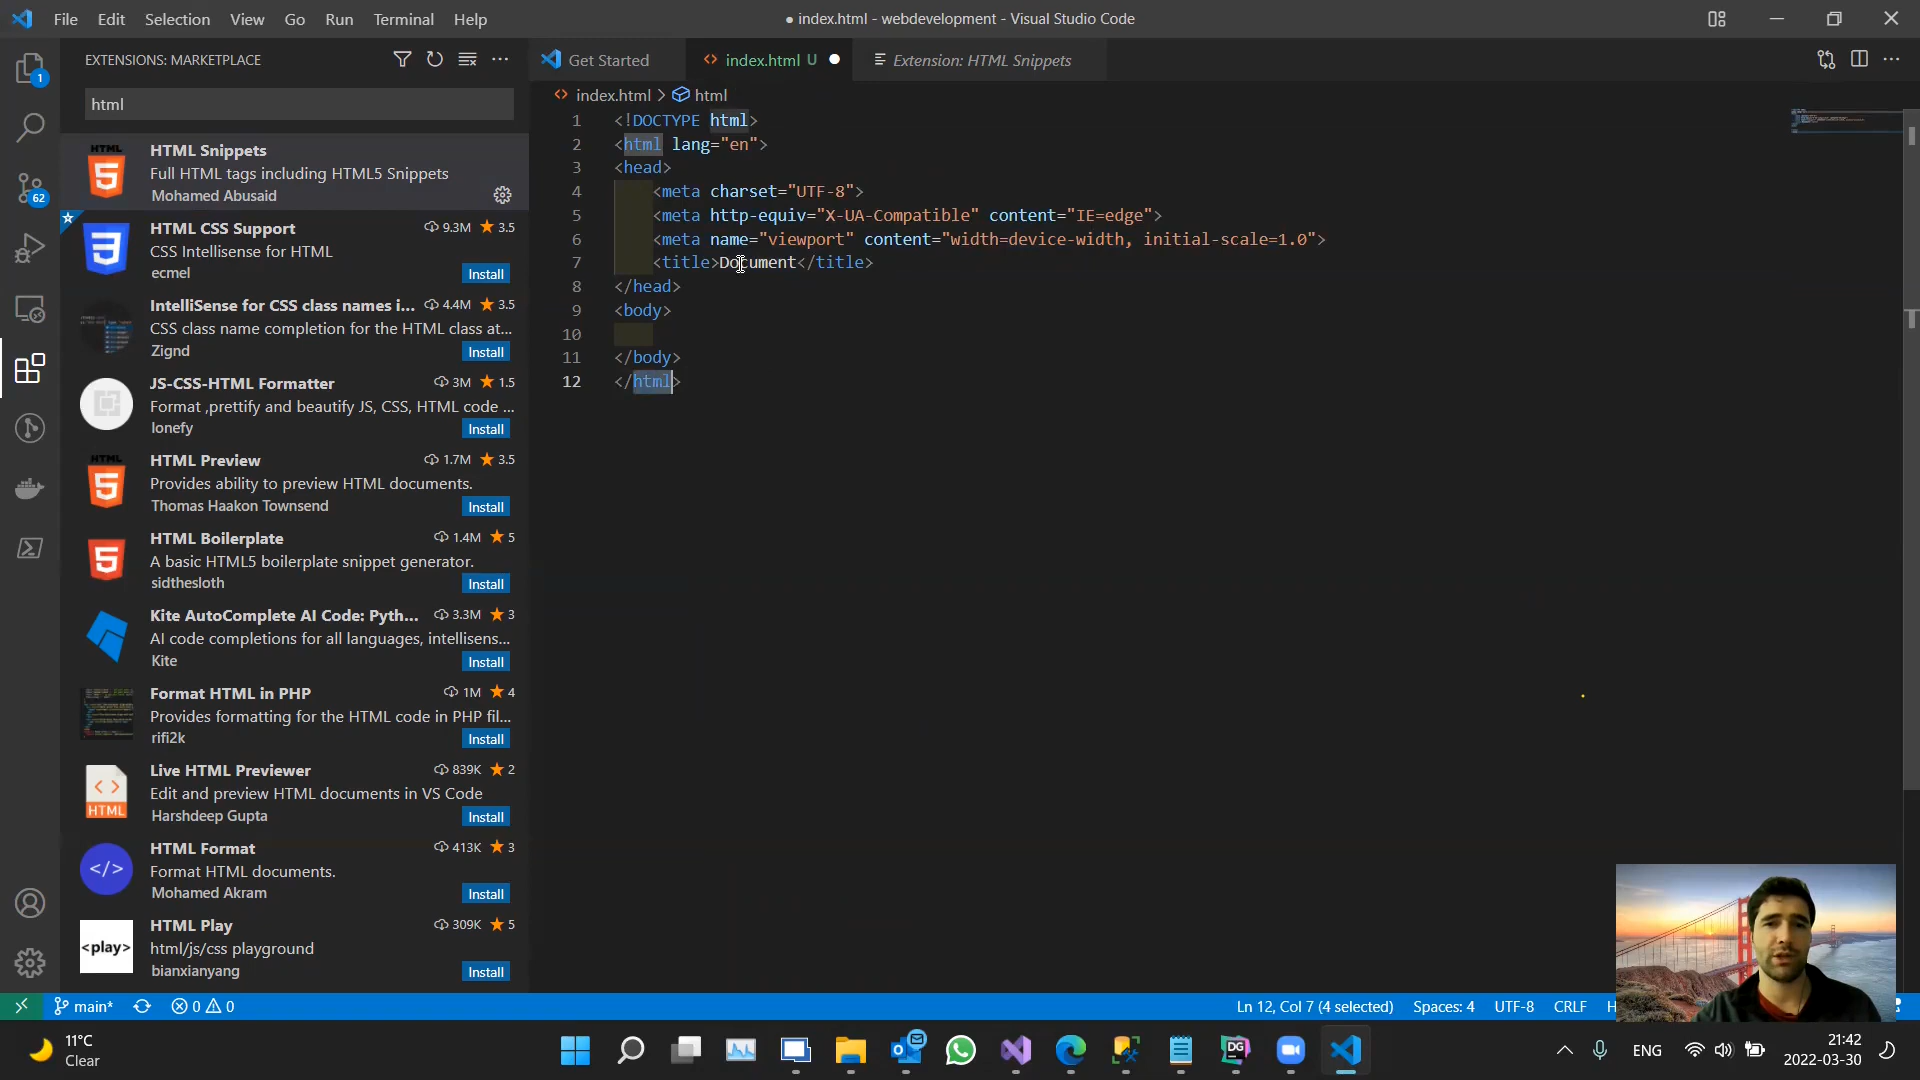 File Edit Selection View Go Run Terminal Help
● index.html - webdevelopment - Visual Studio Code
EXTENSIONS: MARKETPLACE
html
HTML Snippets
Full HTML tags including HTML5 Snippets
Mohamed Abusaid
HTML CSS Support 9.3M 3.5
CSS Intellisense for HTML
ecmel Install
IntelliSense for CSS class names i... 4.4M 3.5
CSS class name completion for the HTML class at...
Zignd Install
JS-CSS-HTML Formatter 3M 1.5
Format ,prettify and beautify JS, CSS, HTML code ...
lonefy Install
HTML Preview 1.7M 3.5
Provides ability to preview HTML documents.
Thomas Haakon Townsend Install
HTML Boilerplate 1.4M 5
A basic HTML5 boilerplate snippet generator.
sidthesloth Install
Kite AutoComplete AI Code: Pyth... 3.3M 3
AI code completions for all languages, intellisens...
Kite Install
Format HTML in PHP 1M 4
Provides formatting for the HTML code in PHP fil...
rifi2k Install
Live HTML Previewer 839K 2
Edit and preview HTML documents in VS Code
Harshdeep Gupta Install
HTML Format 413K 3
Format HTML documents.
Mohamed Akram Install
<play>
HTML Play 309K 5
html/js/css playground
bianxianyang Install
1
62
Get Started
index.html U
Extension: HTML Snippets
index.html > html
1 <!DOCTYPE html>
2 <html lang="en">
3 <head>
4 <meta charset="UTF-8">
5 <meta http-equiv="X-UA-Compatible" content="IE=edge">
6 <meta name="viewport" content="width=device-width, initial-scale=1.0">
7 <title>Document</title>
8 </head>
9 <body>
10
11 </body>
12 </html>
main* 0 0
Ln 12, Col 7 (4 selected) Spaces: 4 UTF-8 CRLF H
11°C
Clear
DG
ENG
21:42
2022-03-30